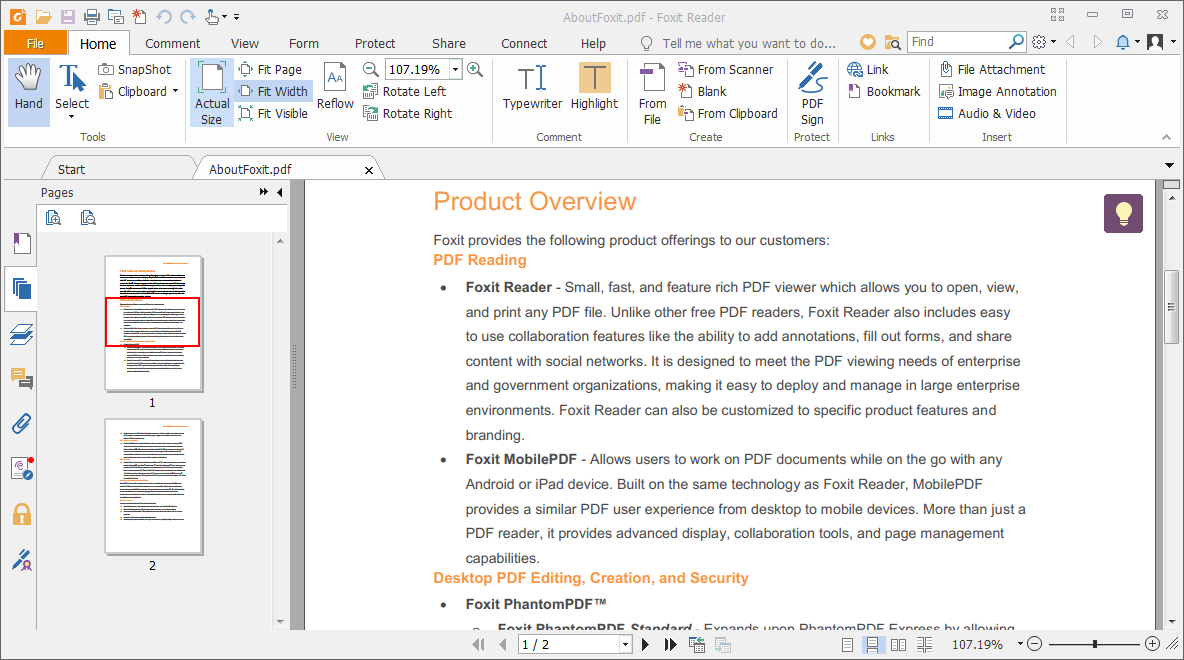 AboutFoxit.pdf - Foxit Reader
File Home Comment View Form Protect Share Connect Help Tell me what you want to do... Find
Hand
Select
SnapShot
Clipboard
Tools
Actual
Size
Fit Page
Fit Width
Fit Visible
Reflow
107.19%
Rotate Left
Rotate Right
View
Typewriter
Highlight
Comment
From
File
From Scanner
Blank
From Clipboard
Create
PDF
Sign
Protect
Link
Bookmark
Links
File Attachment
Image Annotation
Audio & Video
Insert
Start AboutFoxit.pdf
Pages
1
2
Product Overview
Foxit provides the following product offerings to our customers:
PDF Reading
• Foxit Reader - Small, fast, and feature rich PDF viewer which allows you to open, view,
and print any PDF file. Unlike other free PDF readers, Foxit Reader also includes easy
to use collaboration features like the ability to add annotations, fill out forms, and share
content with social networks. It is designed to meet the PDF viewing needs of enterprise
and government organizations, making it easy to deploy and manage in large enterprise
environments. Foxit Reader can also be customized to specific product features and
branding.
• Foxit MobilePDF - Allows users to work on PDF documents while on the go with any
Android or iPad device. Built on the same technology as Foxit Reader, MobilePDF
provides a similar PDF user experience from desktop to mobile devices. More than just a
PDF reader, it provides advanced display, collaboration tools, and page management
capabilities.
Desktop PDF Editing, Creation, and Security
• Foxit PhantomPDF™
o Foxit PhantomPDF Standard - Expands upon PhantomPDF Express by allowing
1 / 2
107.19%